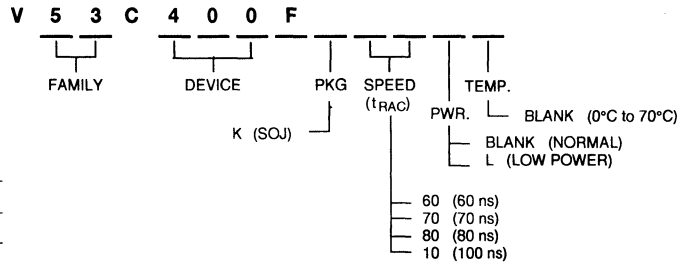 V 5 3 C 4 0 0 F
FAMILY DEVICE PKG SPEED TEMP.
(tRAC) PWR.
BLANK (0°C to 70°C)
K (SOJ)
BLANK (NORMAL)
L (LOW POWER)
60 (60 ns)
70 (70 ns)
80 (80 ns)
10 (100 ns)